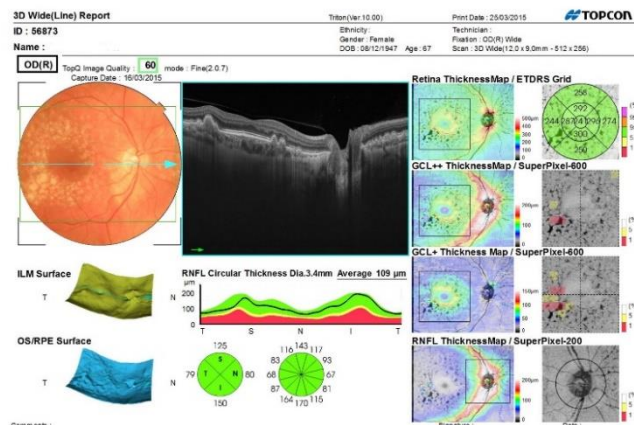 3D Wide(Line) Report
Triton(Ver.10.00)
Print Date : 25/03/2015
TOPCON
ID : 56873
Ethnicity :
Technician :
Gender : Female
Fixation : OD(R) Wide
Name :
DOB : 08/12/1947 Age : 67
Scan : 3D Wide(12.0 x 9.0mm - 512 x 256)
OD(R)
TopQ Image Quality : 60 mode : Fine(2.0.7)
Capture Date : 16/03/2015
Retina ThicknessMap / ETDRS Grid
GCL++ ThicknessMap / SuperPixel-600
GCL+ Thickness Map / SuperPixel-600
ILM Surface
T
N
RNFL Circular Thickness Dia.3.4mm Average 109 μm
μm
200
100
0
T S N I T
OS/RPE Surface
T
N
125
S
79 T N 80
I
150
116 143 117
83 93
68 67
87 81
164 170 115
RNFL ThicknessMap / SuperPixel-200